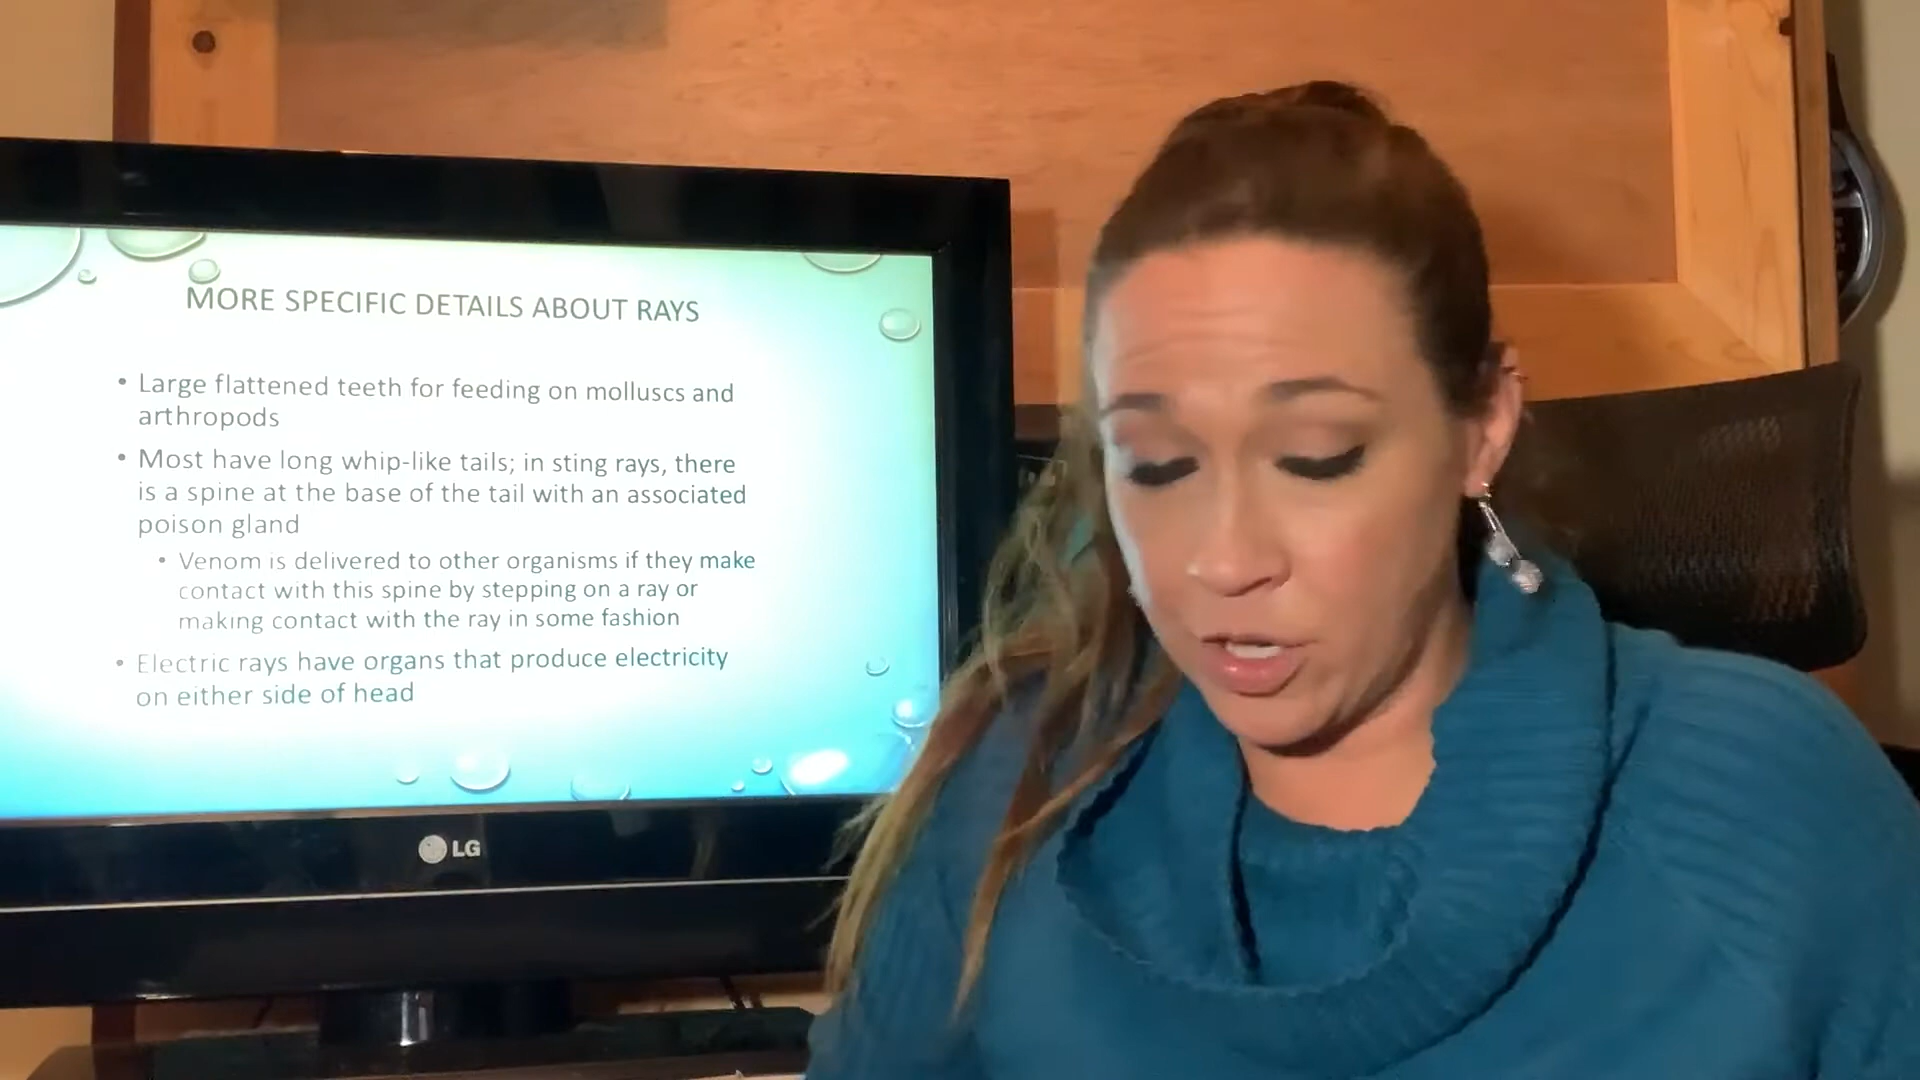 MORE SPECIFIC DETAILS ABOUT RAYS
• Large flattened teeth for feeding on molluscs and
arthropods
• Most have long whip-like tails; in sting rays, there
is a spine at the base of the tail with an associated
poison gland
• Venom is delivered to other organisms if they make
contact with this spine by stepping on a ray or
making contact with the ray in some fashion
• Electric rays have organs that produce electricity
on either side of head
LG